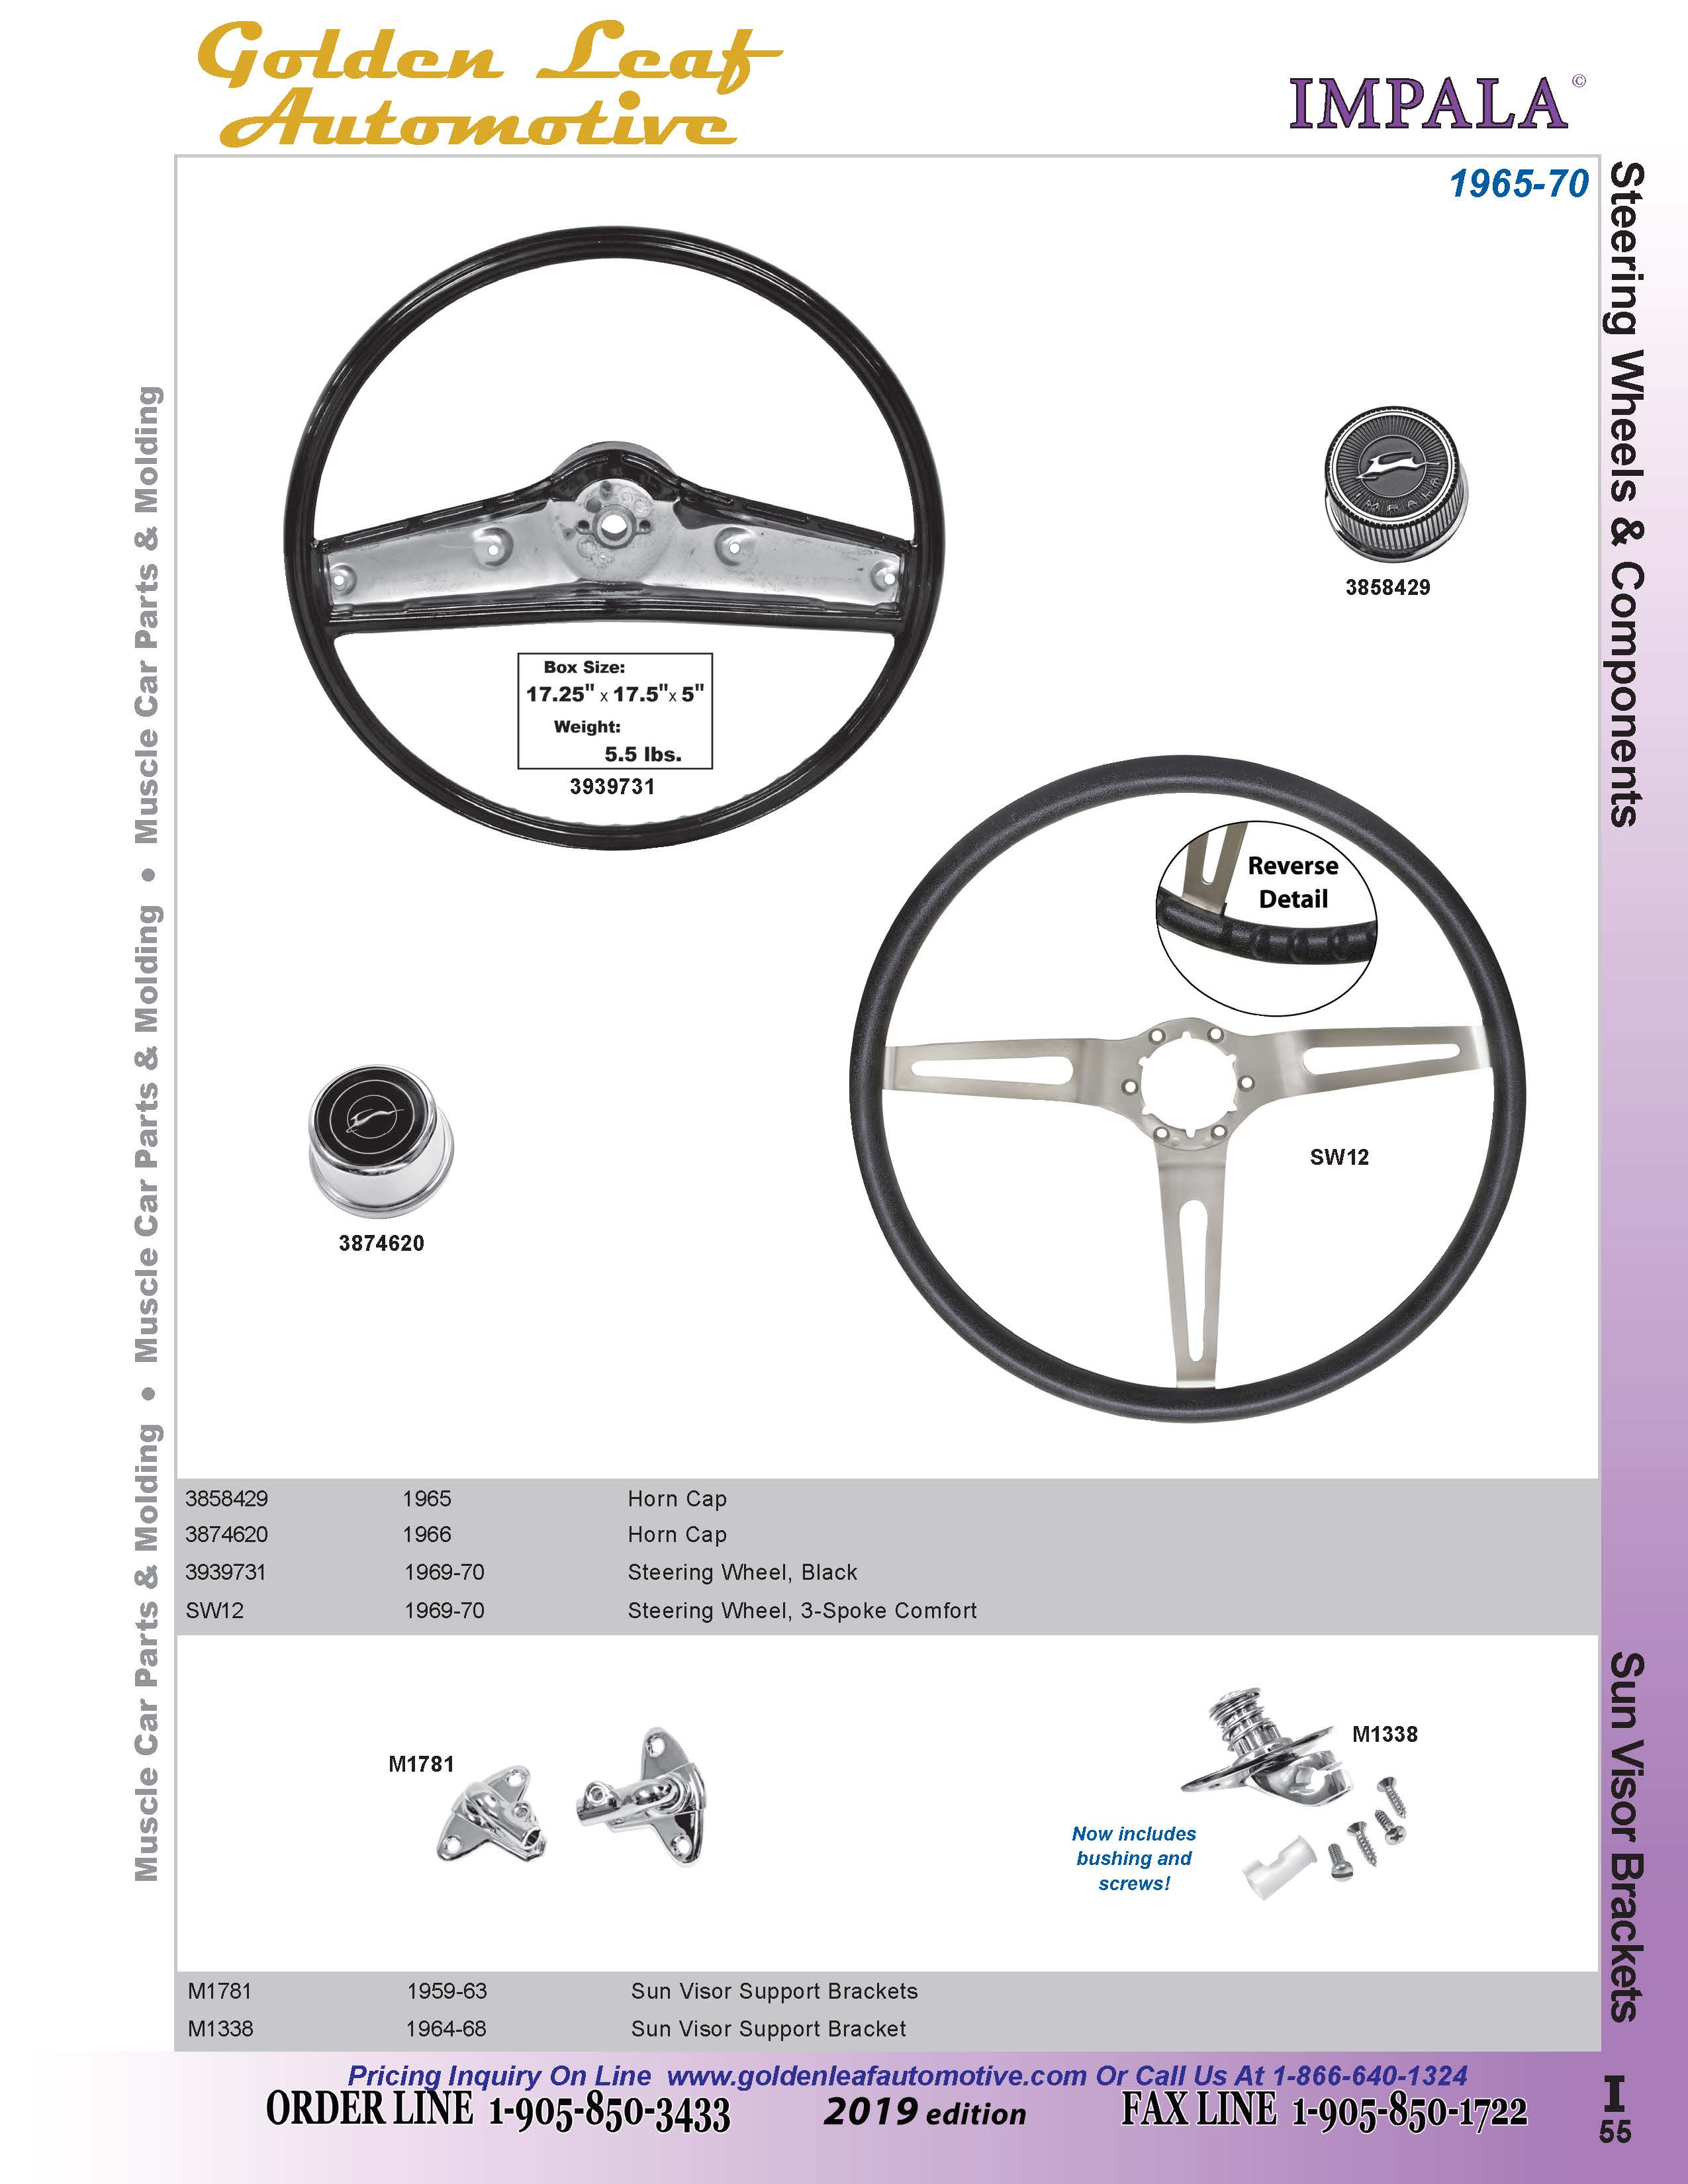 Golden Leaf
Automotive
IMPALA©
1965-70
Steering Wheels & Components
Muscle Car Parts & Molding • Muscle Car Parts & Molding • Muscle Car Parts & Molding
IMPALA
3858429
Box Size:
17.25" x 17.5"x 5"
Weight:
5.5 lbs.
3939731
Reverse
Detail
SW12
3874620
3858429 1965 Horn Cap
3874620 1966 Horn Cap
3939731 1969-70 Steering Wheel, Black
SW12 1969-70 Steering Wheel, 3-Spoke Comfort
Sun Visor Brackets
M1781
M1338
Now includes
bushing and
screws!
M1781 1959-63 Sun Visor Support Brackets
M1338 1964-68 Sun Visor Support Bracket
Pricing Inquiry On Line www.goldenleafautomotive.com Or Call Us At 1-866-640-1324
ORDER LINE 1-905-850-3433 2019 edition FAX LINE 1-905-850-1722
I
55